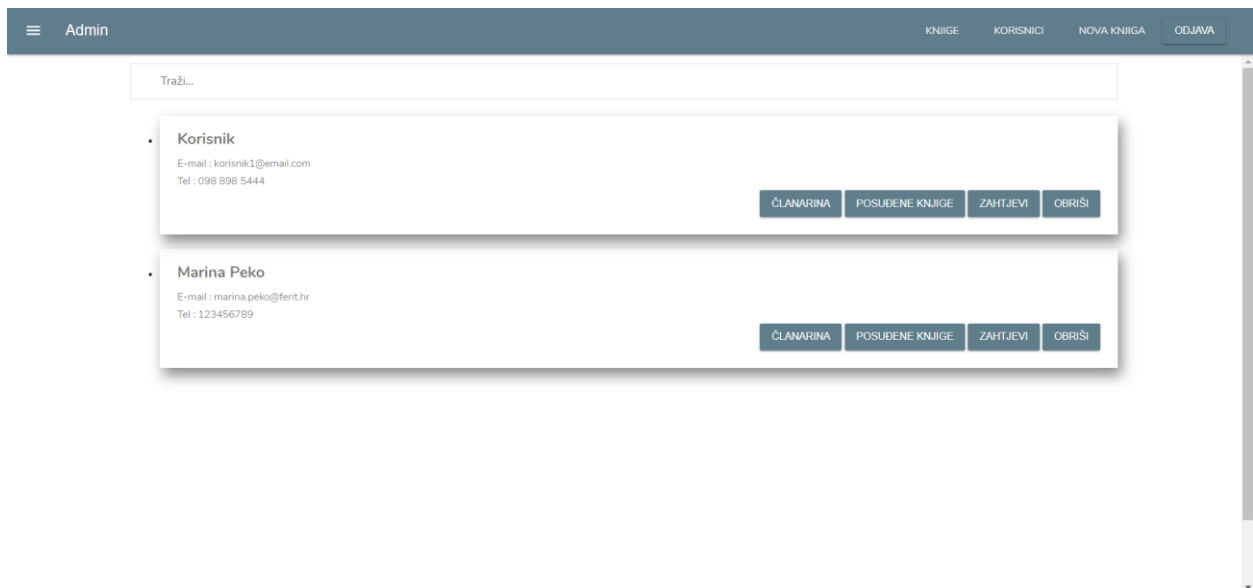 Admin KNJIGE KORISNICI NOVA KNJIGA ODJAVA
Traži...
Korisnik
E-mail : korisnik1@email.com
Tel : 098 898 5444
ČLANARINA POSUĐENE KNJIGE ZAHTJEVI OBRIŠI
Marina Peko
E-mail : marina.peko@ferit.hr
Tel : 123456789
ČLANARINA POSUĐENE KNJIGE ZAHTJEVI OBRIŠI